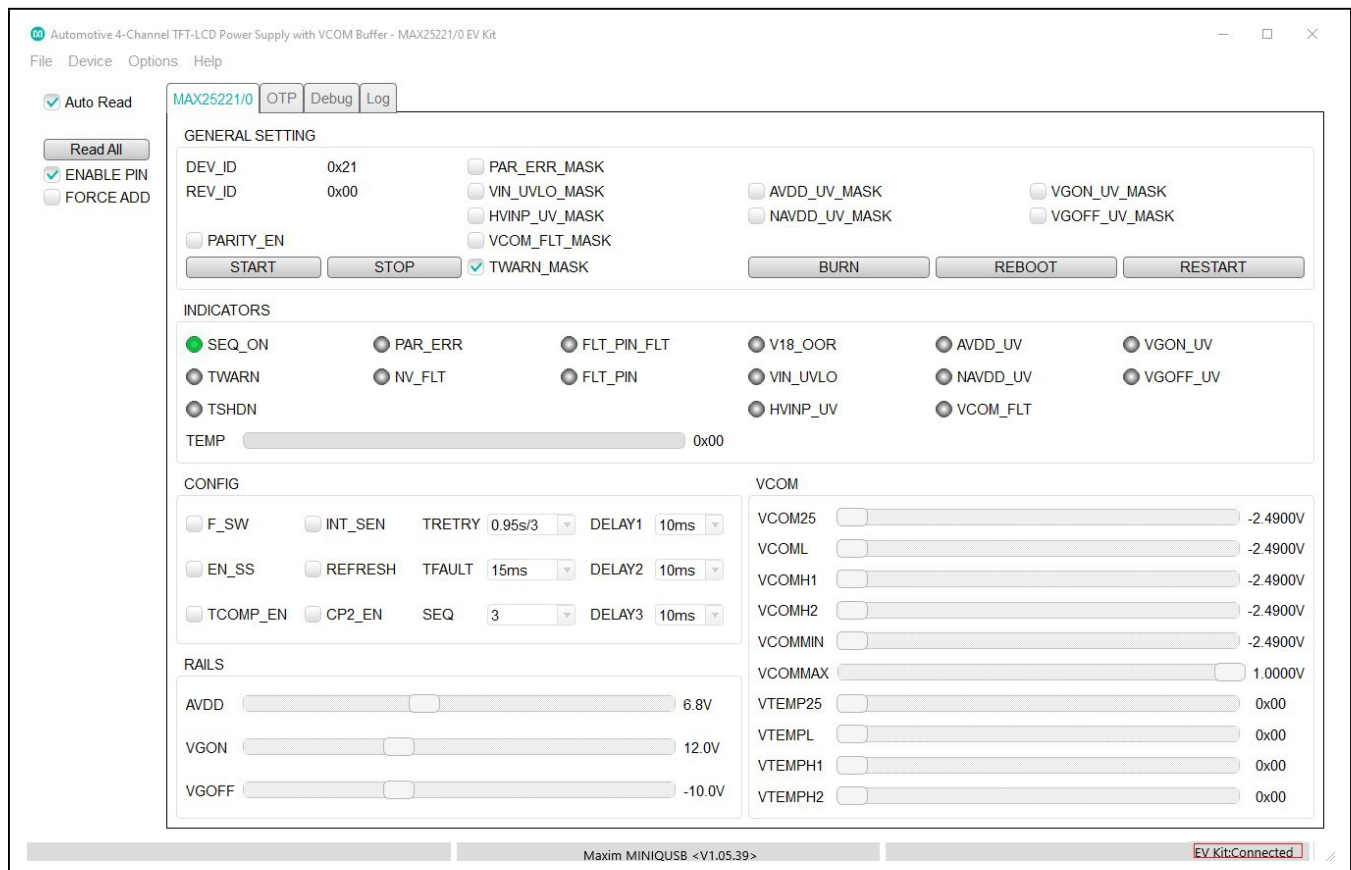 Automotive 4-Channel TFT-LCD Power Supply with VCOM Buffer - MAX25221/0 EV Kit
File Device Options Help
Auto Read
MAX25221/0 OTP Debug Log
Read All
ENABLE PIN
FORCE ADD
GENERAL SETTING
DEV_ID 0x21 PAR_ERR_MASK
REV_ID 0x00 VIN_UVLO_MASK AVDD_UV_MASK VGON_UV_MASK
HVINP_UV_MASK NAVDD_UV_MASK VGOFF_UV_MASK
PARITY_EN VCOM_FLT_MASK
START STOP TWARN_MASK BURN REBOOT RESTART
INDICATORS
SEQ_ON PAR_ERR FLT_PIN_FLT V18_OOR AVDD_UV VGON_UV
TWARN NV_FLT FLT_PIN VIN_UVLO NAVDD_UV VGOFF_UV
TSHDN HVINP_UV VCOM_FLT
TEMP 0x00
CONFIG
F_SW INT_SEN TRETRY 0.95s/3 DELAY1 10ms
EN_SS REFRESH TFAULT 15ms DELAY2 10ms
TCOMP_EN CP2_EN SEQ 3 DELAY3 10ms
RAILS
AVDD 6.8V
VGON 12.0V
VGOFF -10.0V
VCOM
VCOM25 -2.4900V
VCOML -2.4900V
VCOMH1 -2.4900V
VCOMH2 -2.4900V
VCOMMIN -2.4900V
VCOMMAX 1.0000V
VTEMP25 0x00
VTEMPL 0x00
VTEMPH1 0x00
VTEMPH2 0x00
Maxim MINIQUSB <V1.05.39> EV Kit:Connected